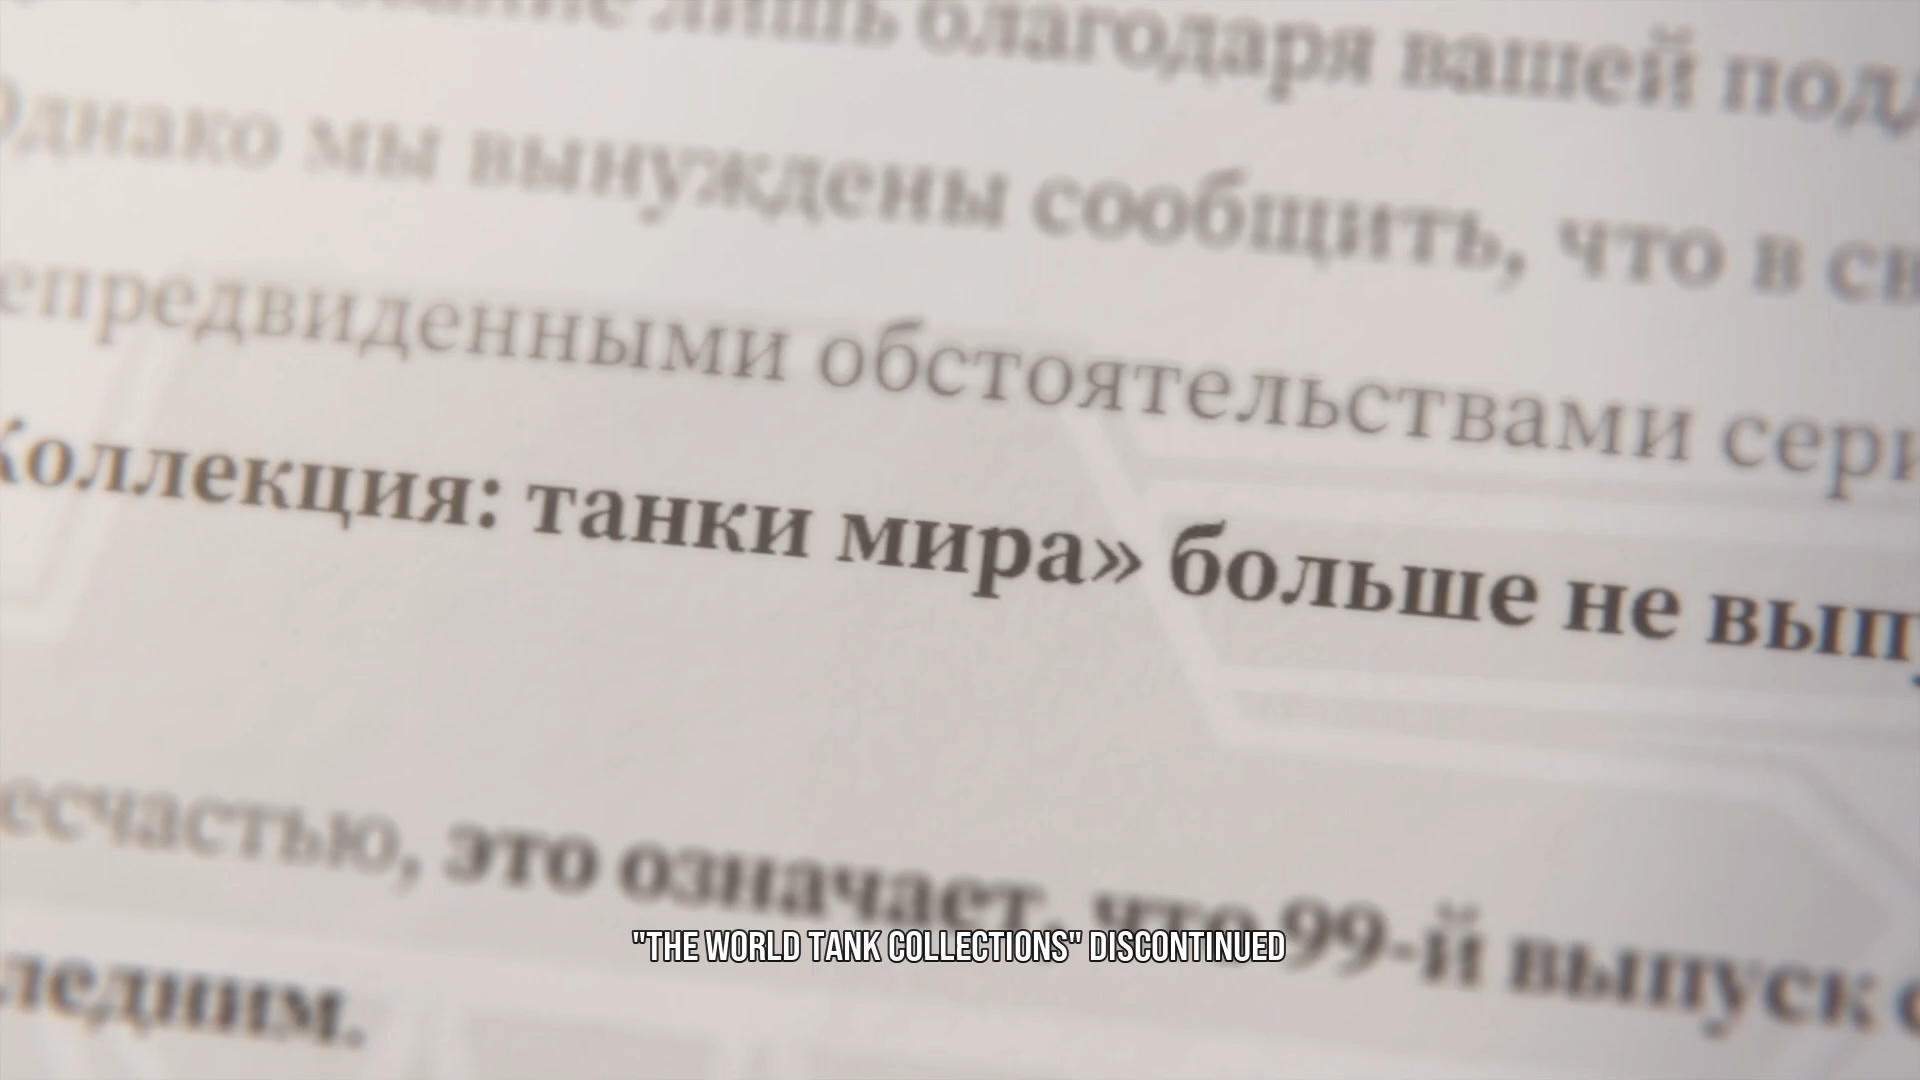 лишь благодаря вашей под
Однако мы вынуждены сообщить, что в св
епредвиденными обстоятельствами сери
Коллекция: танки мира» больше не вып
есчастью, это означает, что 99-й выпуск с
ледним.
"THE WORLD TANK COLLECTIONS" DISCONTINUED